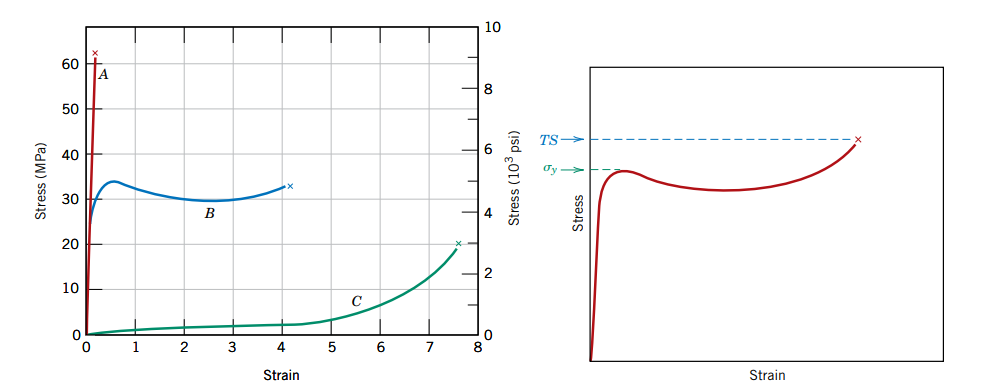 Stress (MPa)
60
50
40
30
20
10
0
0 1 2 3 4 5 6 7 8
Strain
10
8
6
4
2
0
Stress (10³ psi)
A
B
C
× × ×
TS
σy
×
Stress
Strain